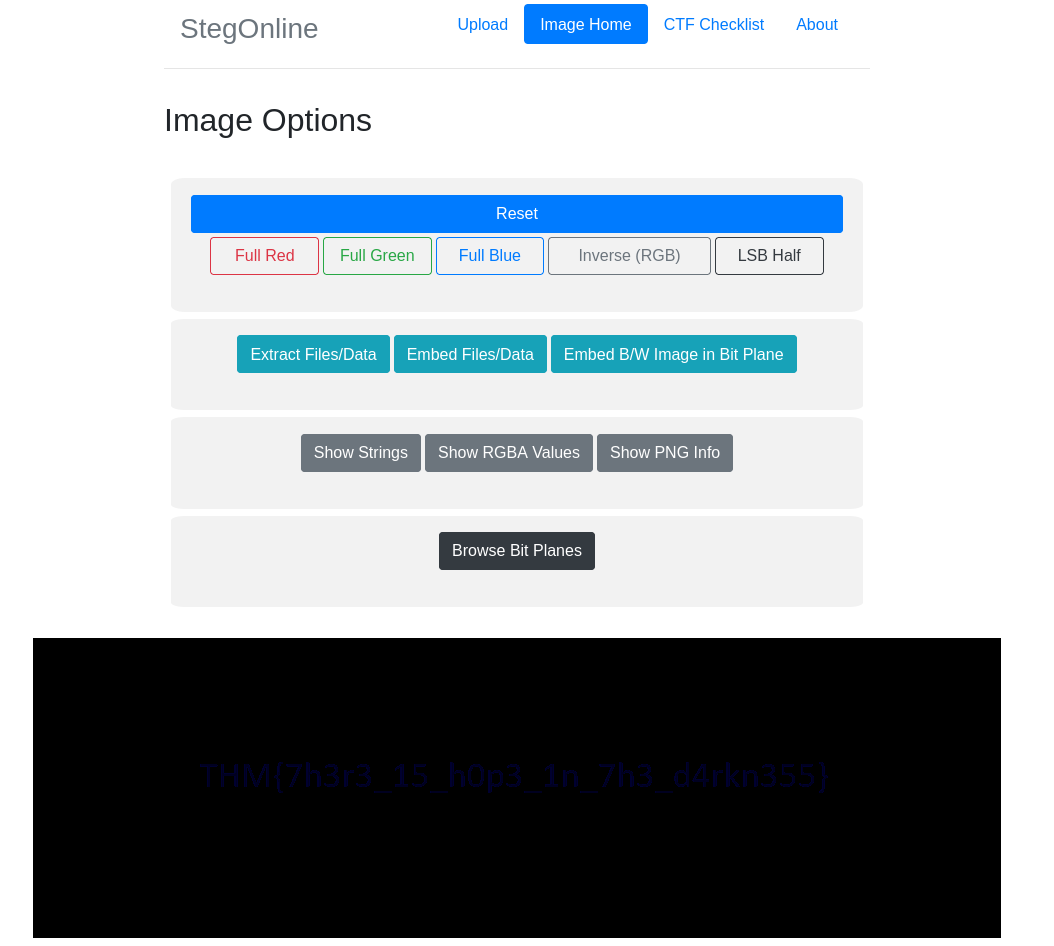 StegOnline
Upload Image Home CTF Checklist About
Image Options
Reset
Full Red Full Green Full Blue Inverse (RGB) LSB Half
Extract Files/Data Embed Files/Data Embed B/W Image in Bit Plane
Show Strings Show RGBA Values Show PNG Info
Browse Bit Planes
THM{7h3r3_15_h0p3_1n_7h3_d4rkn355}